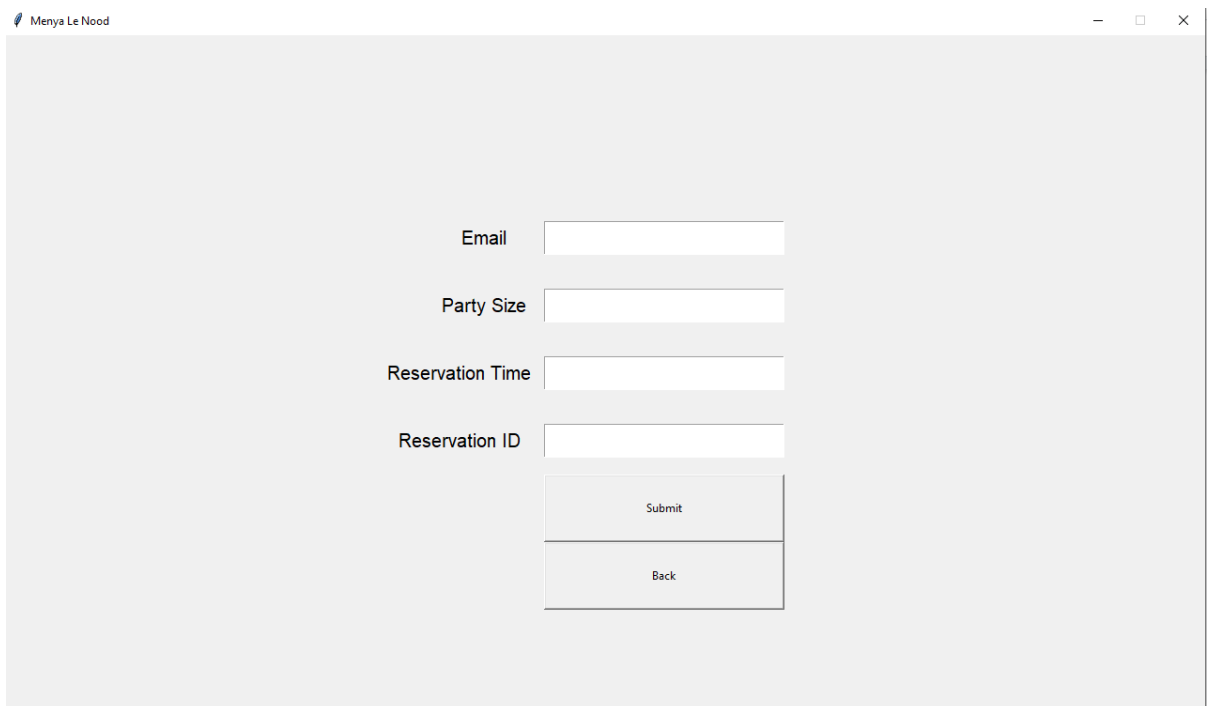 Menya Le Nood
Email
Party Size
Reservation Time
Reservation ID
Submit
Back